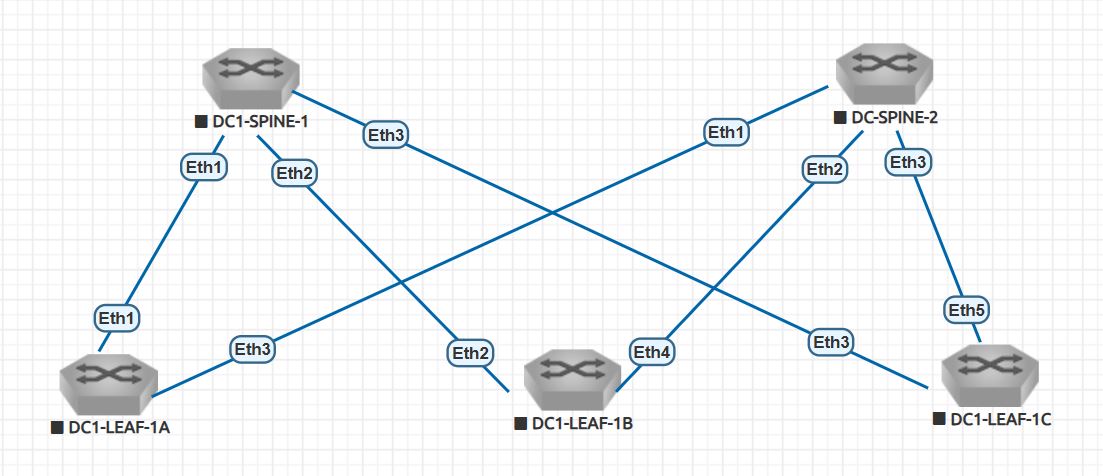 DC1-SPINE-1
DC-SPINE-2
Eth3
Eth1
Eth1
Eth2
Eth2
Eth3
Eth1
Eth3
Eth2
Eth4
Eth3
Eth5
DC1-LEAF-1A
DC1-LEAF-1B
DC1-LEAF-1C